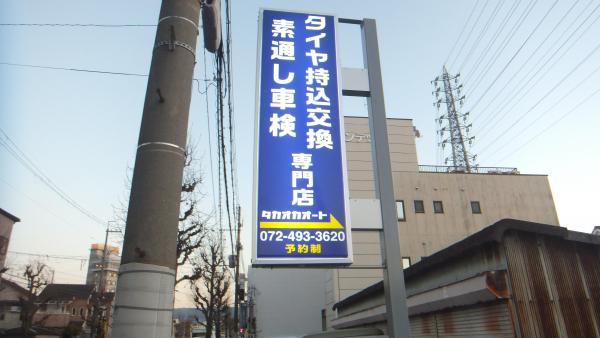 タイヤ持込交換
素通し車検
専門店
タカオカオート
072-493-3620
予約制